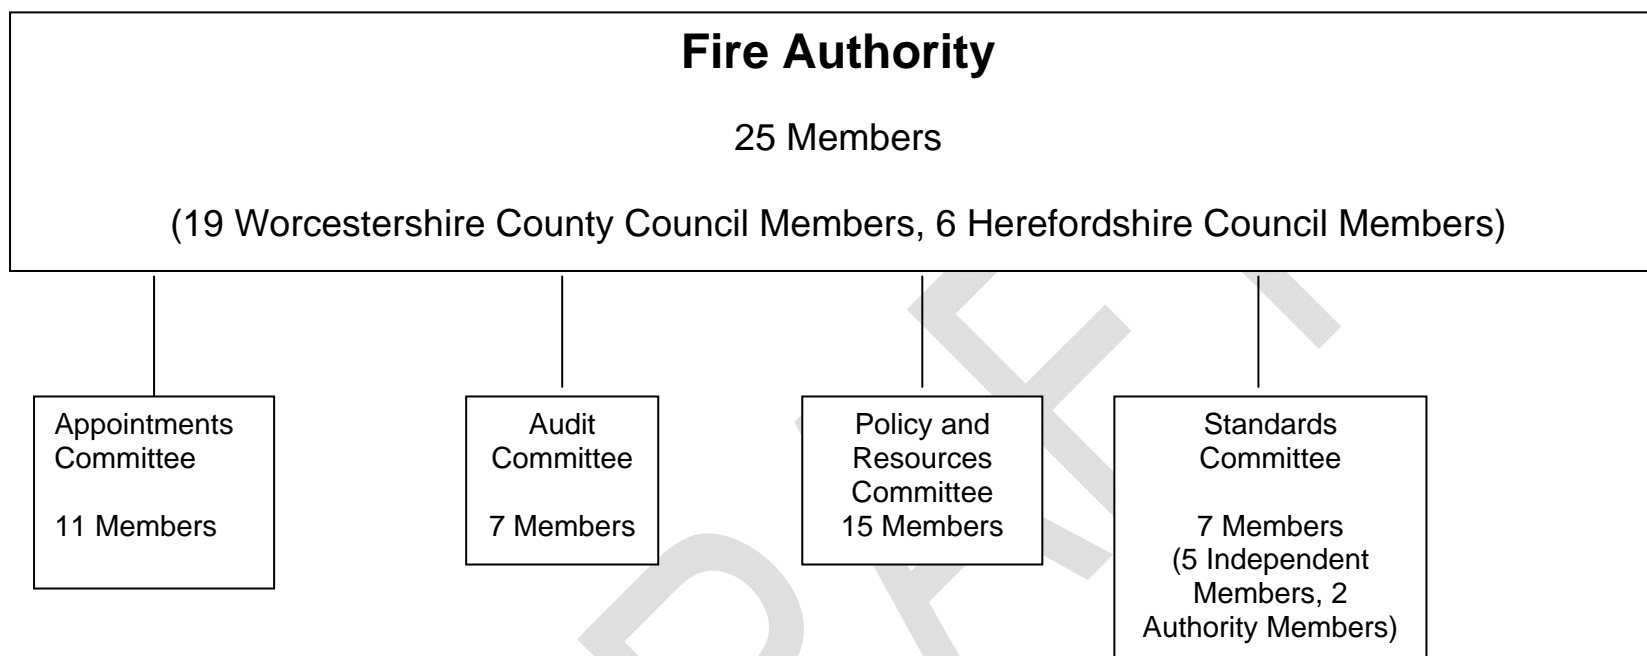 Fire Authority
25 Members
(19 Worcestershire County Council Members, 6 Herefordshire Council Members)
Appointments
Committee
11 Members
Audit
Committee
7 Members
Policy and
Resources
Committee
15 Members
Standards
Committee
7 Members
(5 Independent
Members, 2
Authority Members)
DRAFT